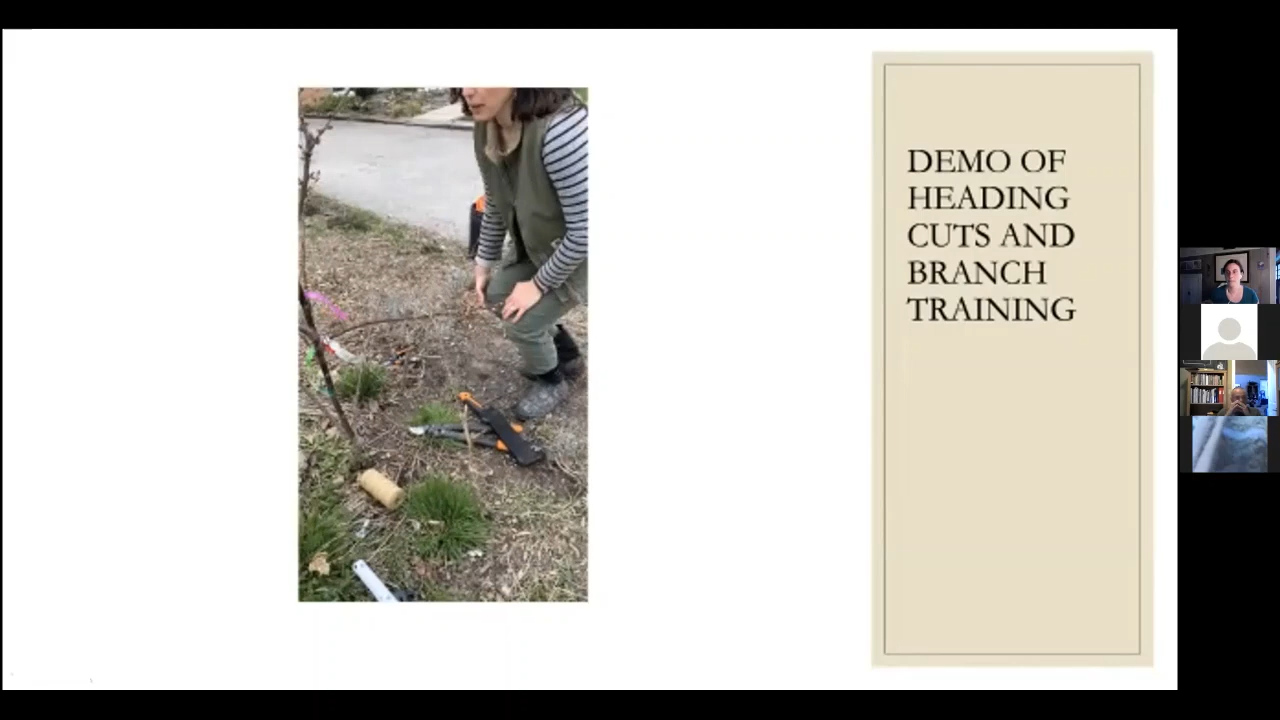 DEMO OF
HEADING
CUTS AND
BRANCH
TRAINING